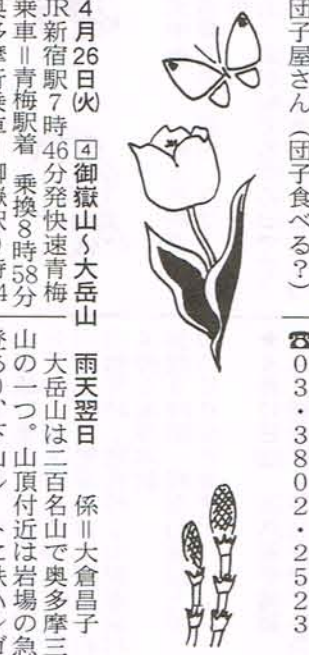 団子屋さん（団子食べる？）
☎03・3802・2523
4月26日(火) 4 御嶽山～大岳山 雨天翌日 係＝大倉昌子
JR新宿駅7時46分発快速青梅
乗車＝青梅駅着 乗換8時58分
大岳山は二百名山で奥多摩三
山の一つ。山頂付近は岩場の急